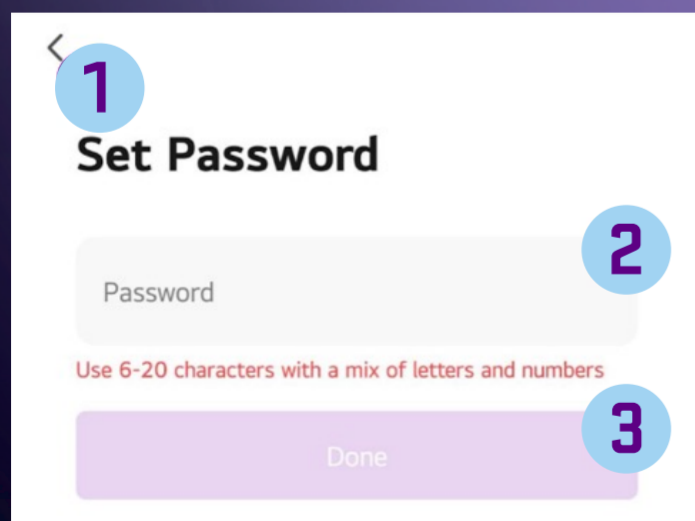 1
Set Password
2
Password
Use 6-20 characters with a mix of letters and numbers
3
Done